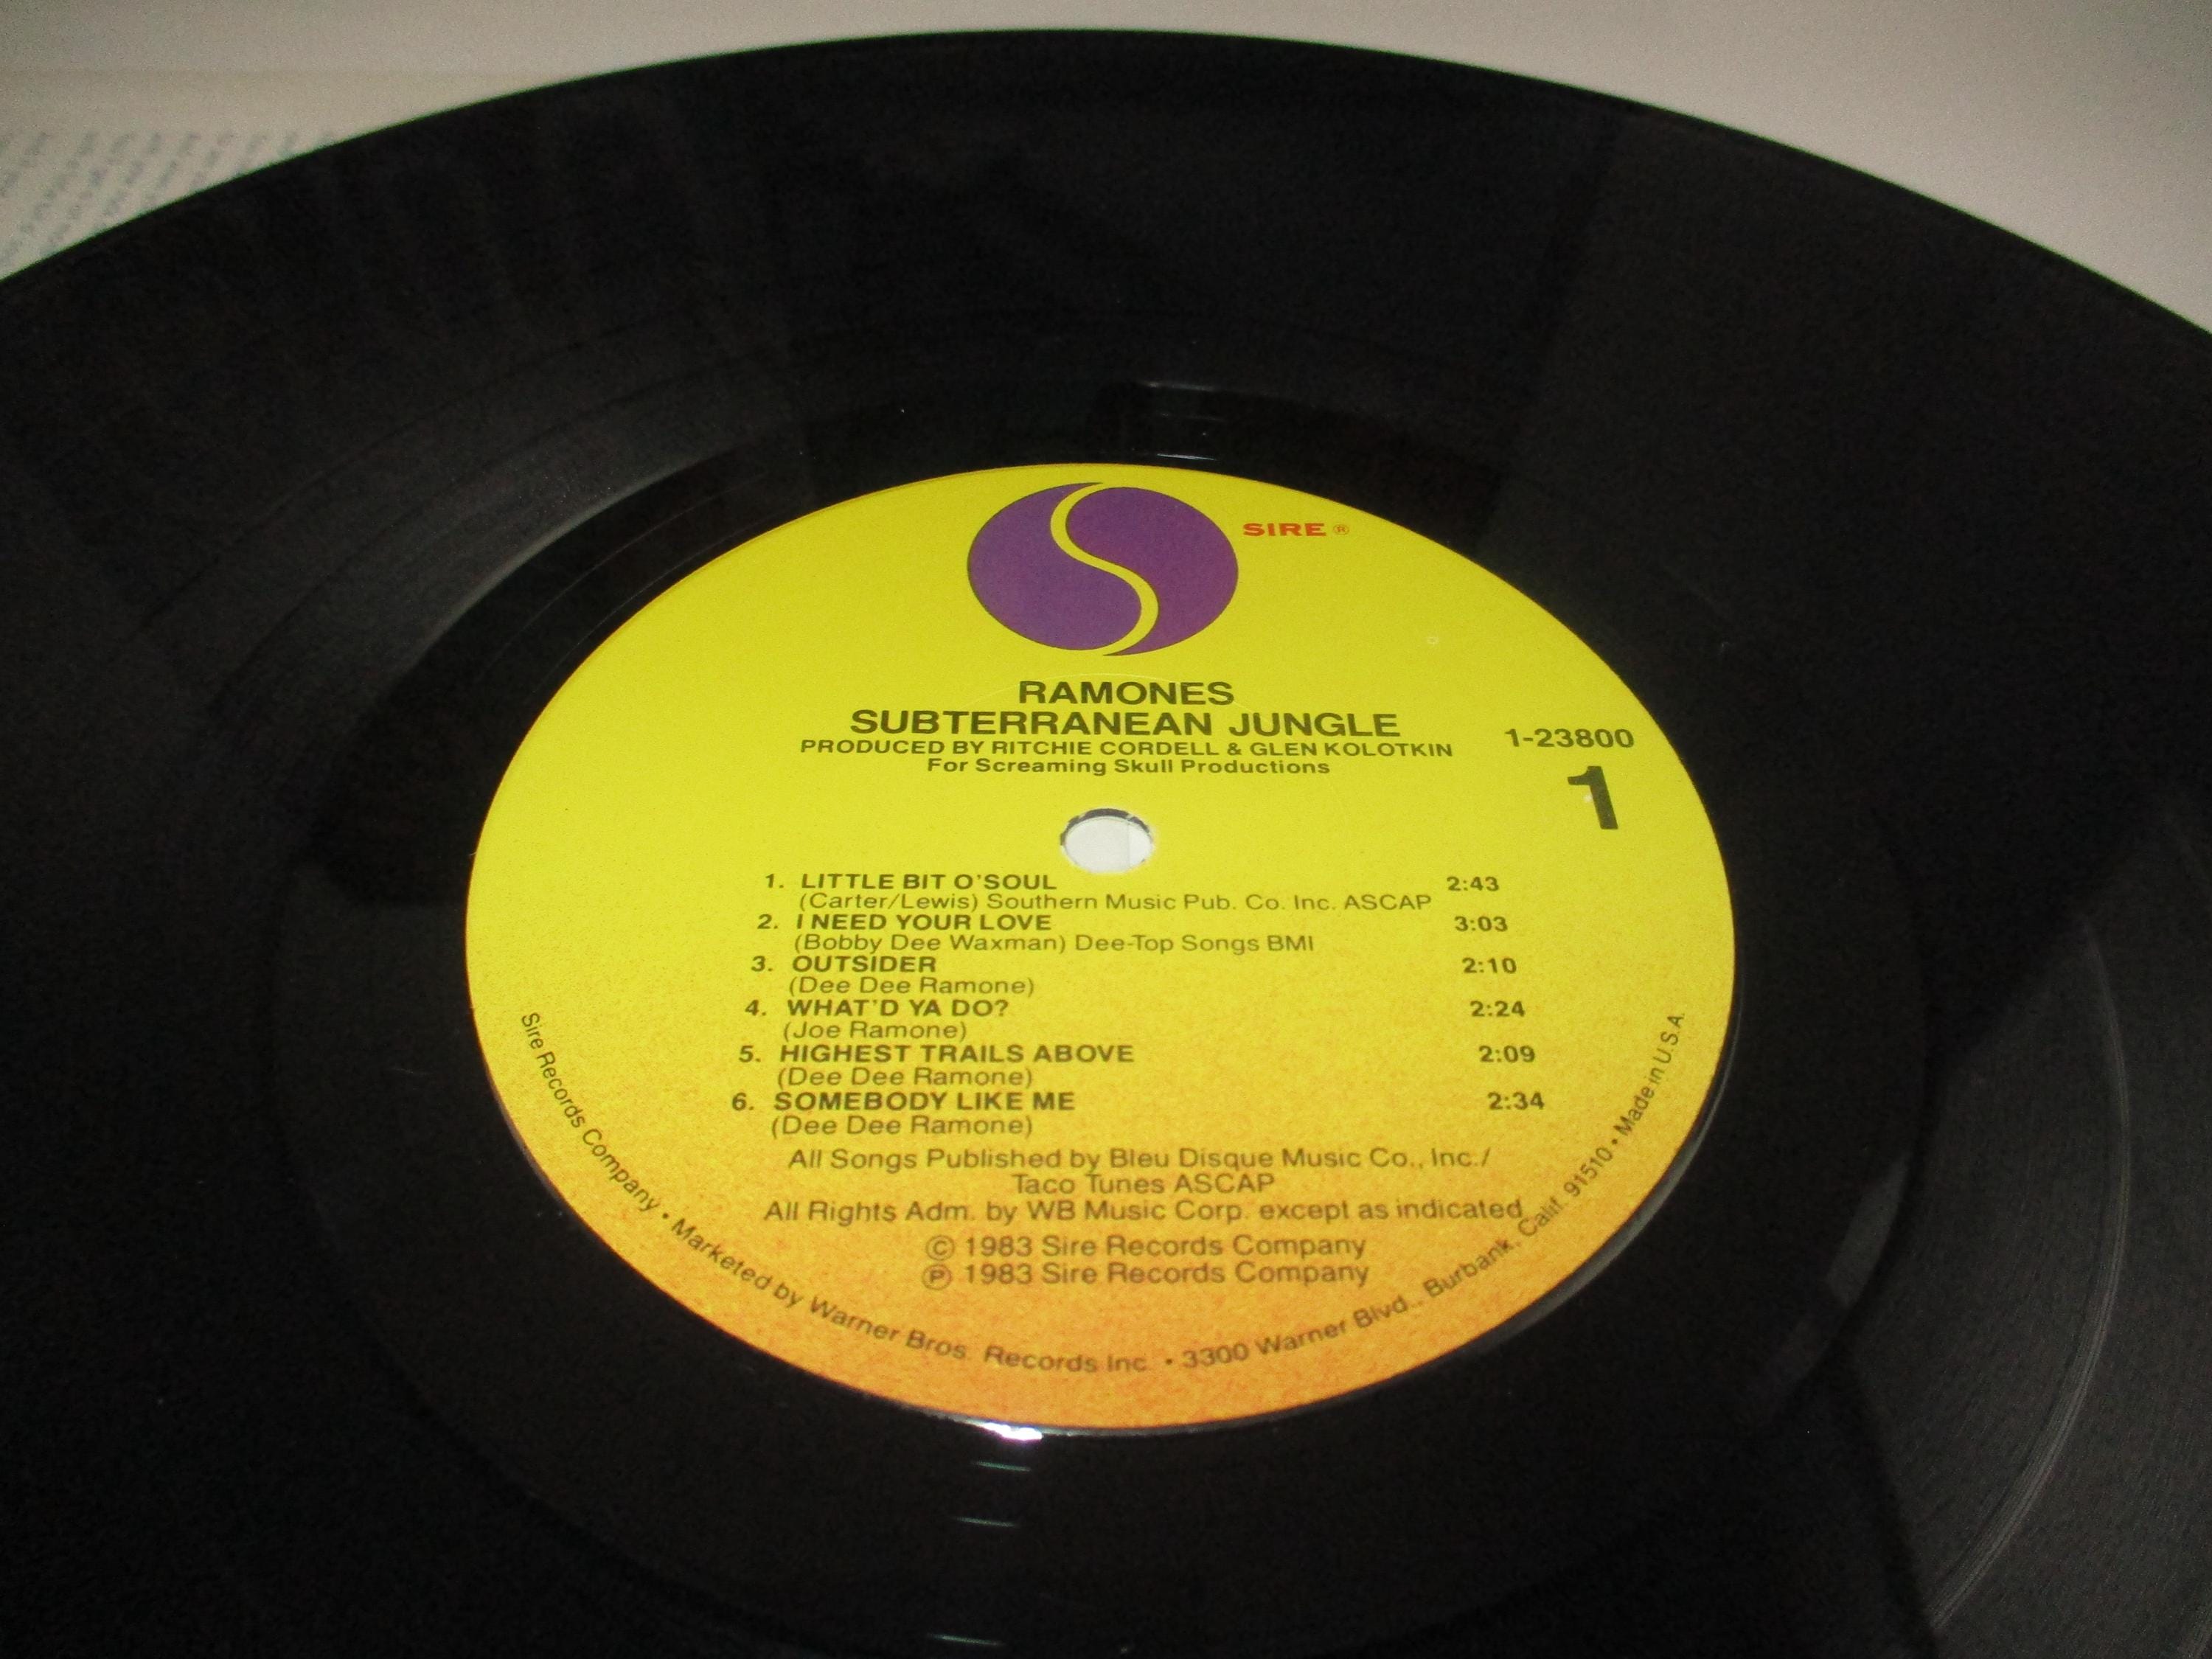 SIRE ®
RAMONES
SUBTERRANEAN JUNGLE
PRODUCED BY RITCHIE CORDELL & GLEN KOLOTKIN
For Screaming Skull Productions
1-23800
1
1. LITTLE BIT O'SOUL 2:43
(Carter/Lewis) Southern Music Pub. Co. Inc. ASCAP
2. I NEED YOUR LOVE 3:03
(Bobby Dee Waxman) Dee-Top Songs BMI
3. OUTSIDER 2:10
(Dee Dee Ramone)
4. WHAT'D YA DO? 2:24
(Joe Ramone)
5. HIGHEST TRAILS ABOVE 2:09
(Dee Dee Ramone)
6. SOMEBODY LIKE ME 2:34
(Dee Dee Ramone)
All Songs Published by Bleu Disque Music Co., Inc./
Taco Tunes ASCAP
All Rights Adm. by WB Music Corp. except as indicated
© 1983 Sire Records Company
℗ 1983 Sire Records Company
Sire Records Company • Marketed by Warner Bros. Records Inc. • 3300 Warner Blvd., Burbank, Calif. 91510 • Made in U.S.A.